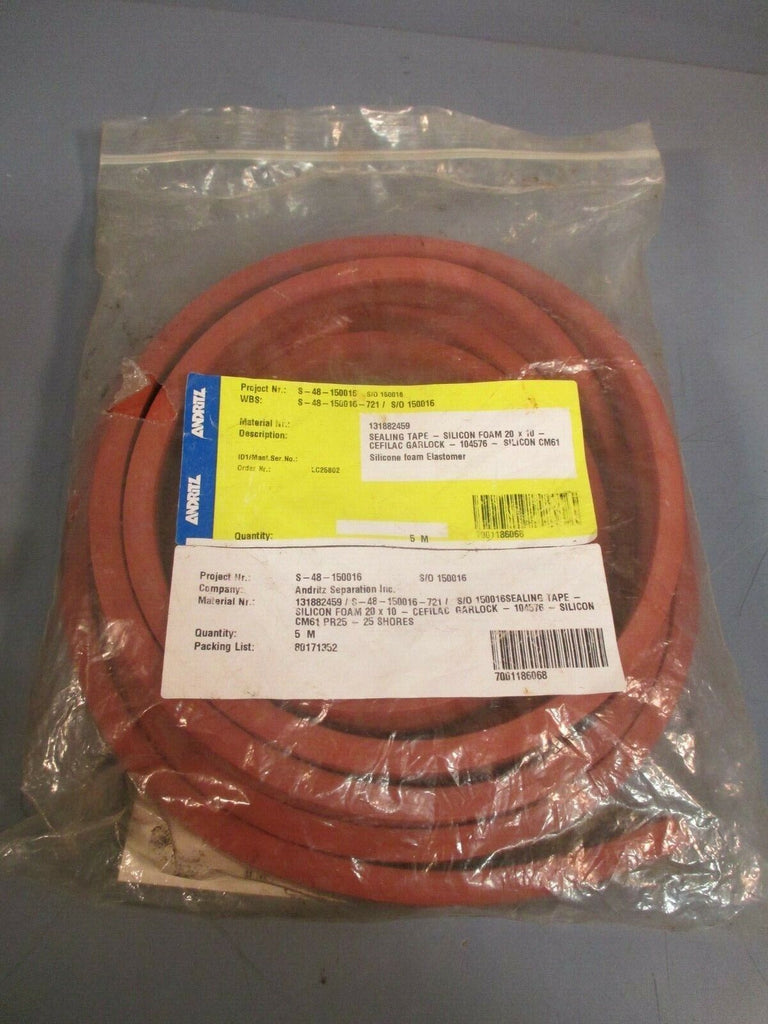 ANDRITZ
ANDRITZ
Project Nr.: S-48-150016 S/O 150016
WBS: S-48-150016-721 / S/O 150016
Material Nr.: 131882459
Description: SEALING TAPE - SILICON FOAM 20 x 10 -
CEFILAC GARLOCK - 104576 - SILICON CM61
ID1/Manf.Ser.No.: Silicone foam Elastomer
Order Nr.: LC25802
Quantity: 5 M
7001186068
Project Nr.: S-48-150016 S/O 150016
Company: Andritz Separation Inc.
Material Nr.: 131882459 / S-48-150016-721 / S/O 150016SEALING TAPE -
SILICON FOAM 20 x 10 - CEFILAC GARLOCK - 104576 - SILICON
CM61 PR25 - 25 SHORES
Quantity: 5 M
Packing List: 80171352
7001186068